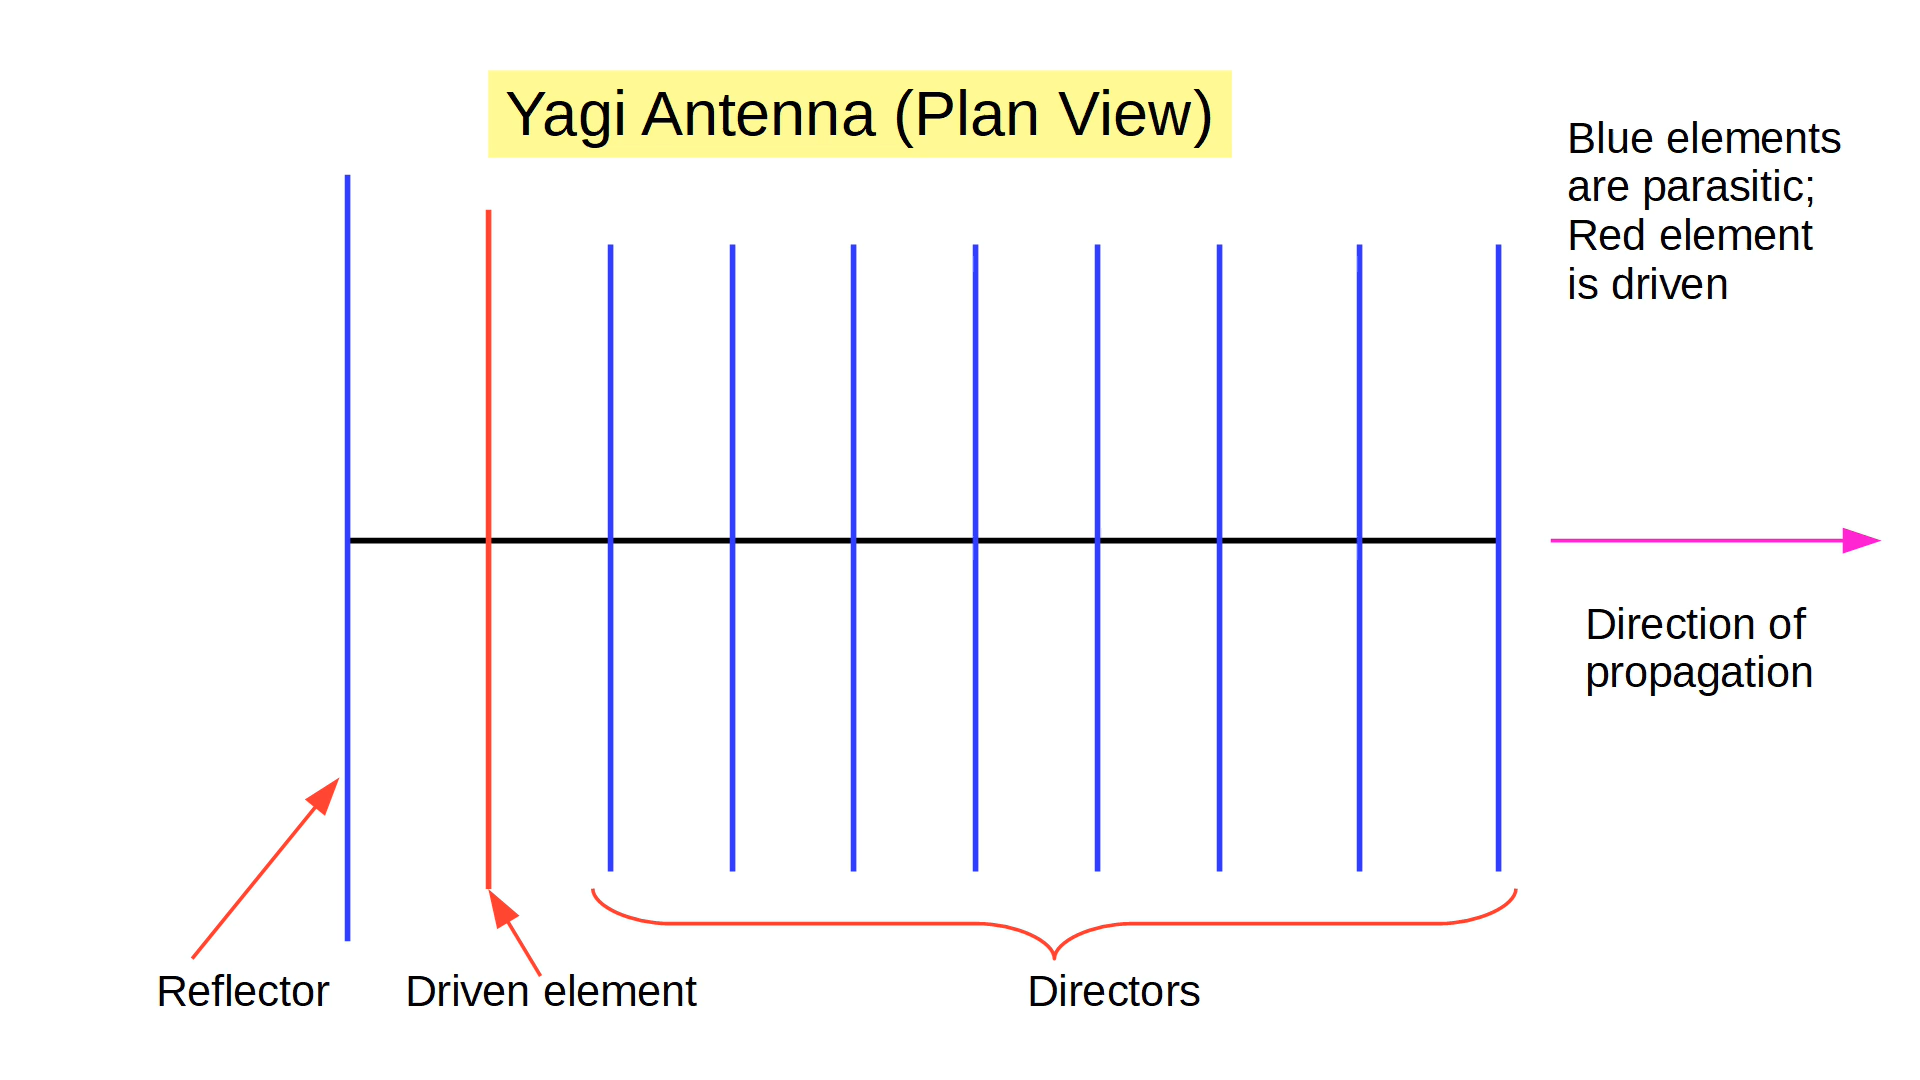 Yagi Antenna (Plan View)
Blue elements
are parasitic;
Red element
is driven
Direction of
propagation
Reflector
Driven element
Directors